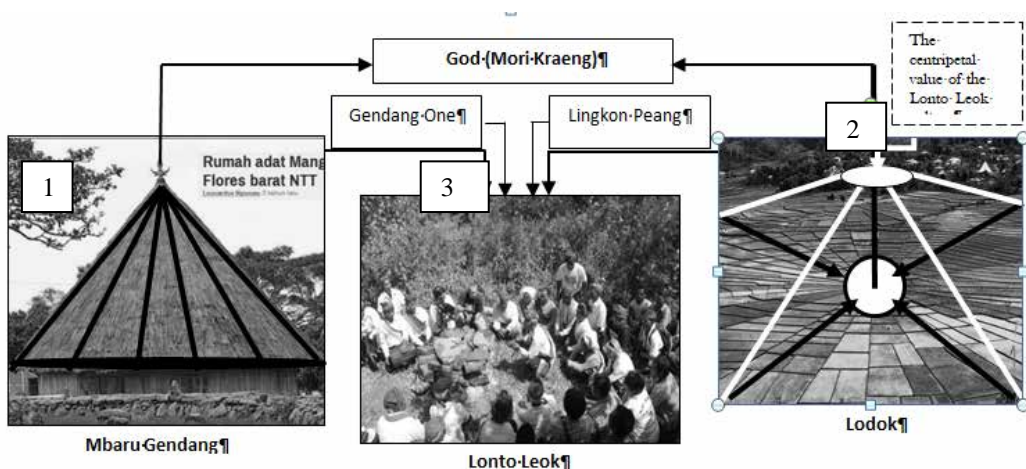 God·(Mori·Kraeng)¶
The·
centripetal·
value·of·the·
Lonto·Leok·
Gendang·One¶
Lingkon·Peang¶
1
Rumah adat Mang
Flores barat NTT
3
2
Mbaru·Gendang¶
Lonto·Leok¶
Lodok¶